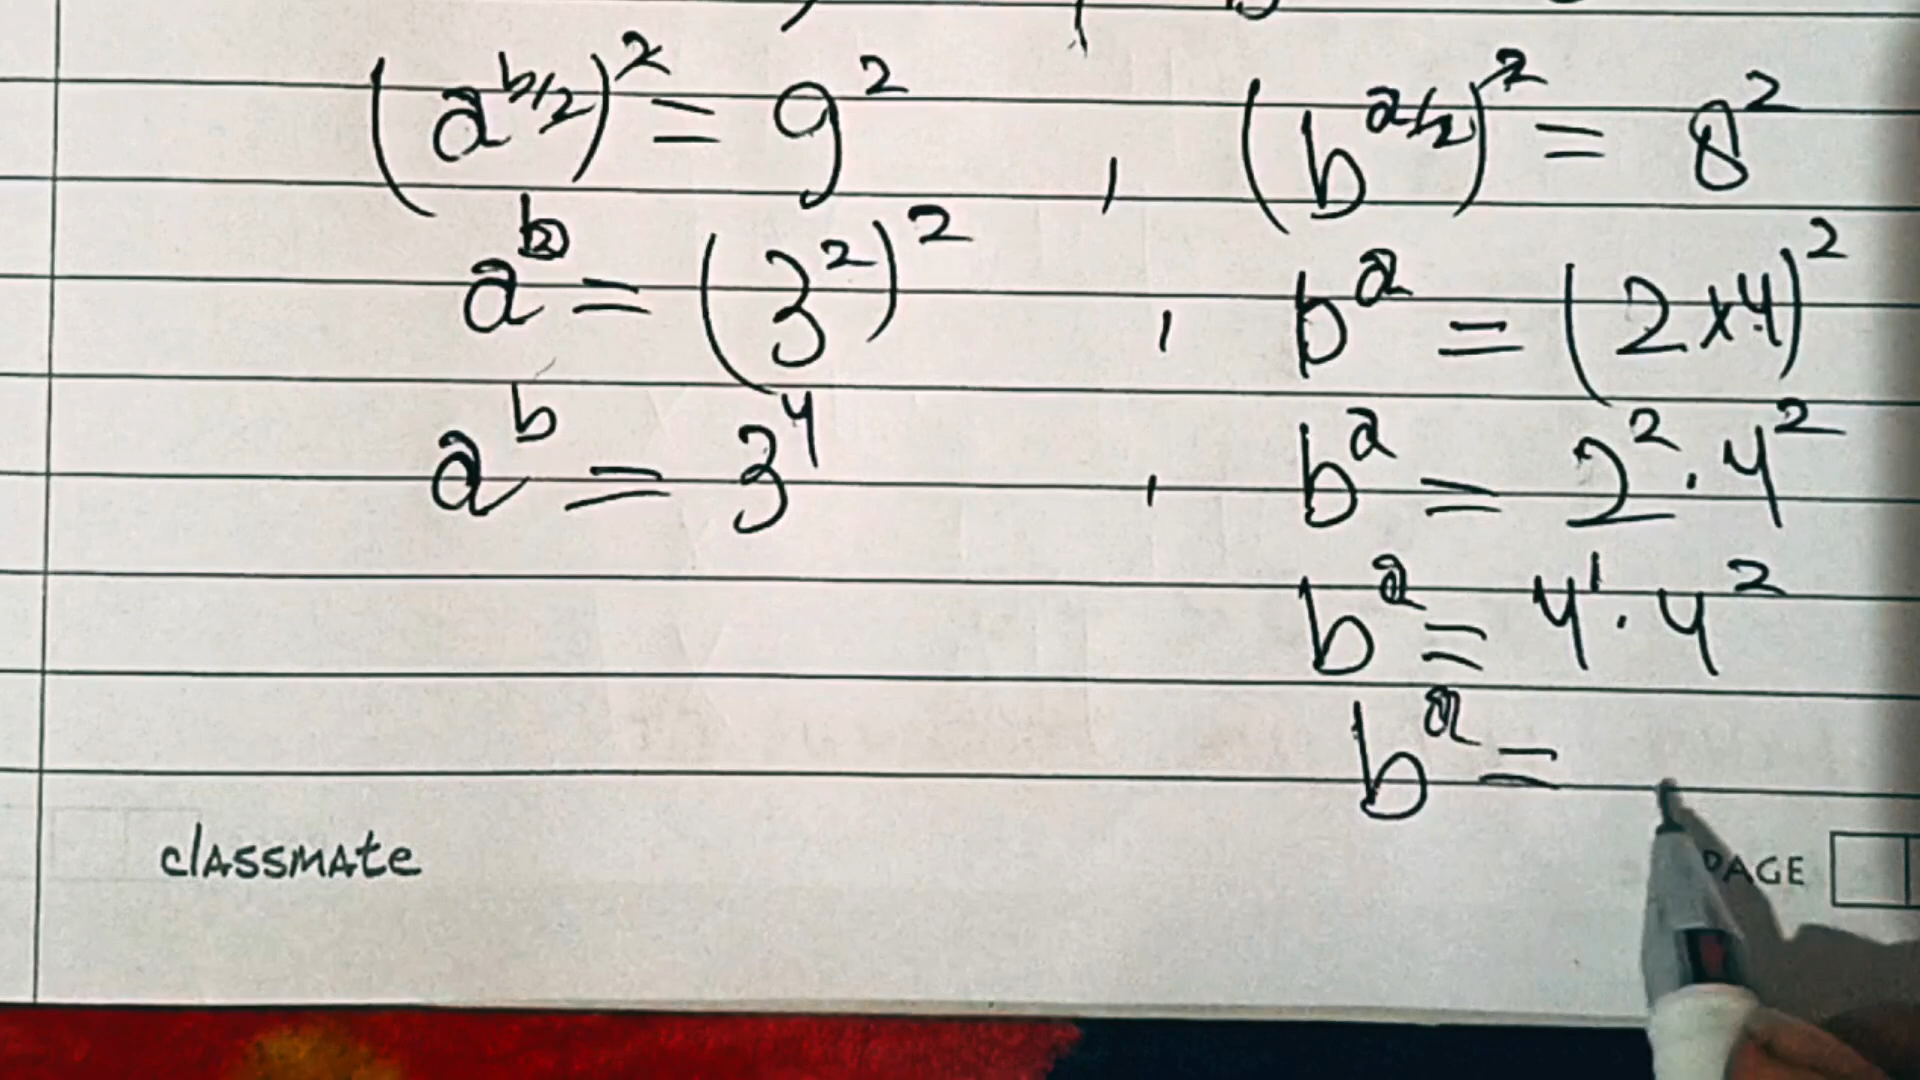 (a^{b/2})^2 = 9^2 , (b^{a/2})^2 = 8^2
a^b = (3^2)^2 , b^a = (2×4)^2
a^b = 3^4 , b^a = 2^2 · 4^2
b^a = 4^1 · 4^2
b^a =
classmate PAGE